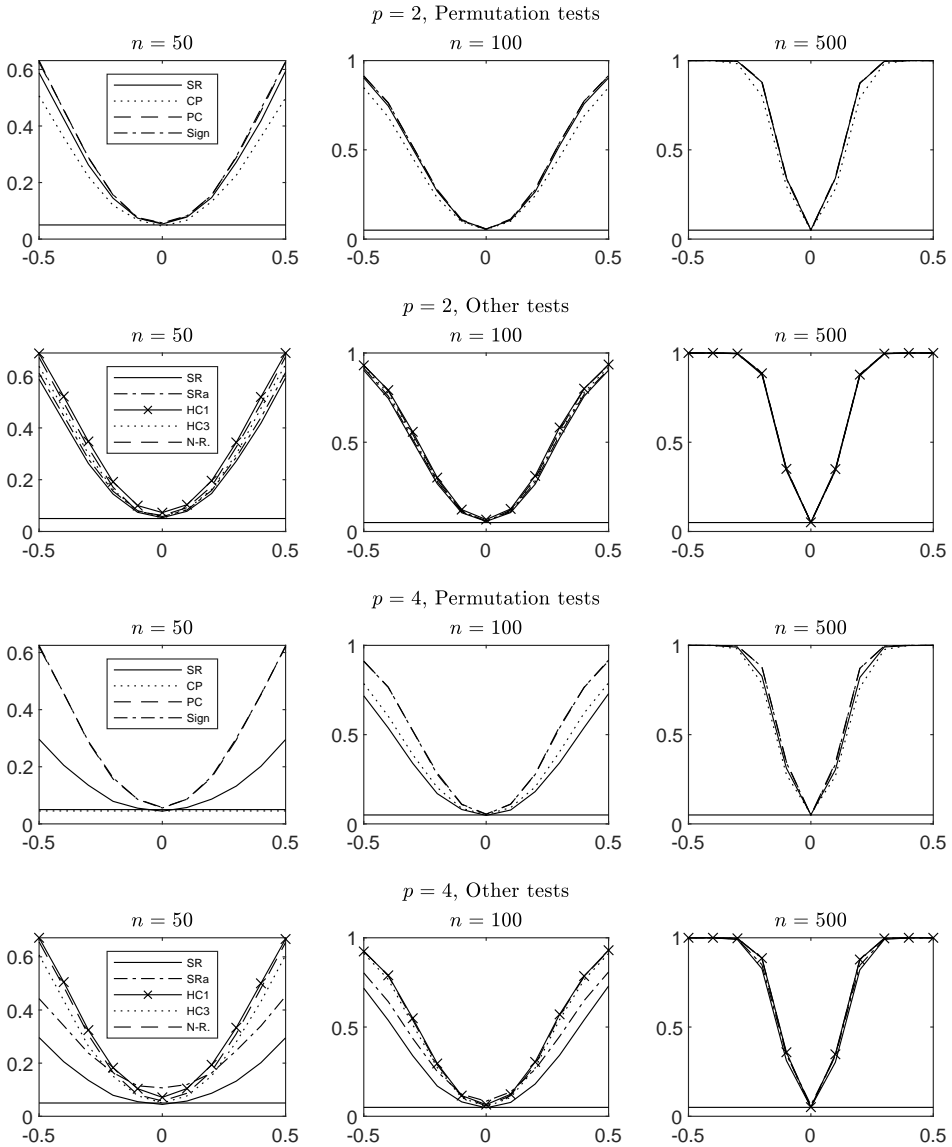 p = 2, Permutation tests
n = 50
n = 100
n = 500
0.6
0.4
0.2
0
-0.5
0
0.5
SR
CP
PC
Sign
1
0.5
0
-0.5
0
0.5
1
0.5
0
-0.5
0
0.5
p = 2, Other tests
n = 50
n = 100
n = 500
0.6
0.4
0.2
0
-0.5
0
0.5
SR
SRa
HC1
HC3
N-R.
1
0.5
0
-0.5
0
0.5
1
0.5
0
-0.5
0
0.5
p = 4, Permutation tests
n = 50
n = 100
n = 500
0.6
0.4
0.2
0
-0.5
0
0.5
SR
CP
PC
Sign
1
0.5
0
-0.5
0
0.5
1
0.5
0
-0.5
0
0.5
p = 4, Other tests
n = 50
n = 100
n = 500
0.6
0.4
0.2
0
-0.5
0
0.5
SR
SRa
HC1
HC3
N-R.
1
0.5
0
-0.5
0
0.5
1
0.5
0
-0.5
0
0.5